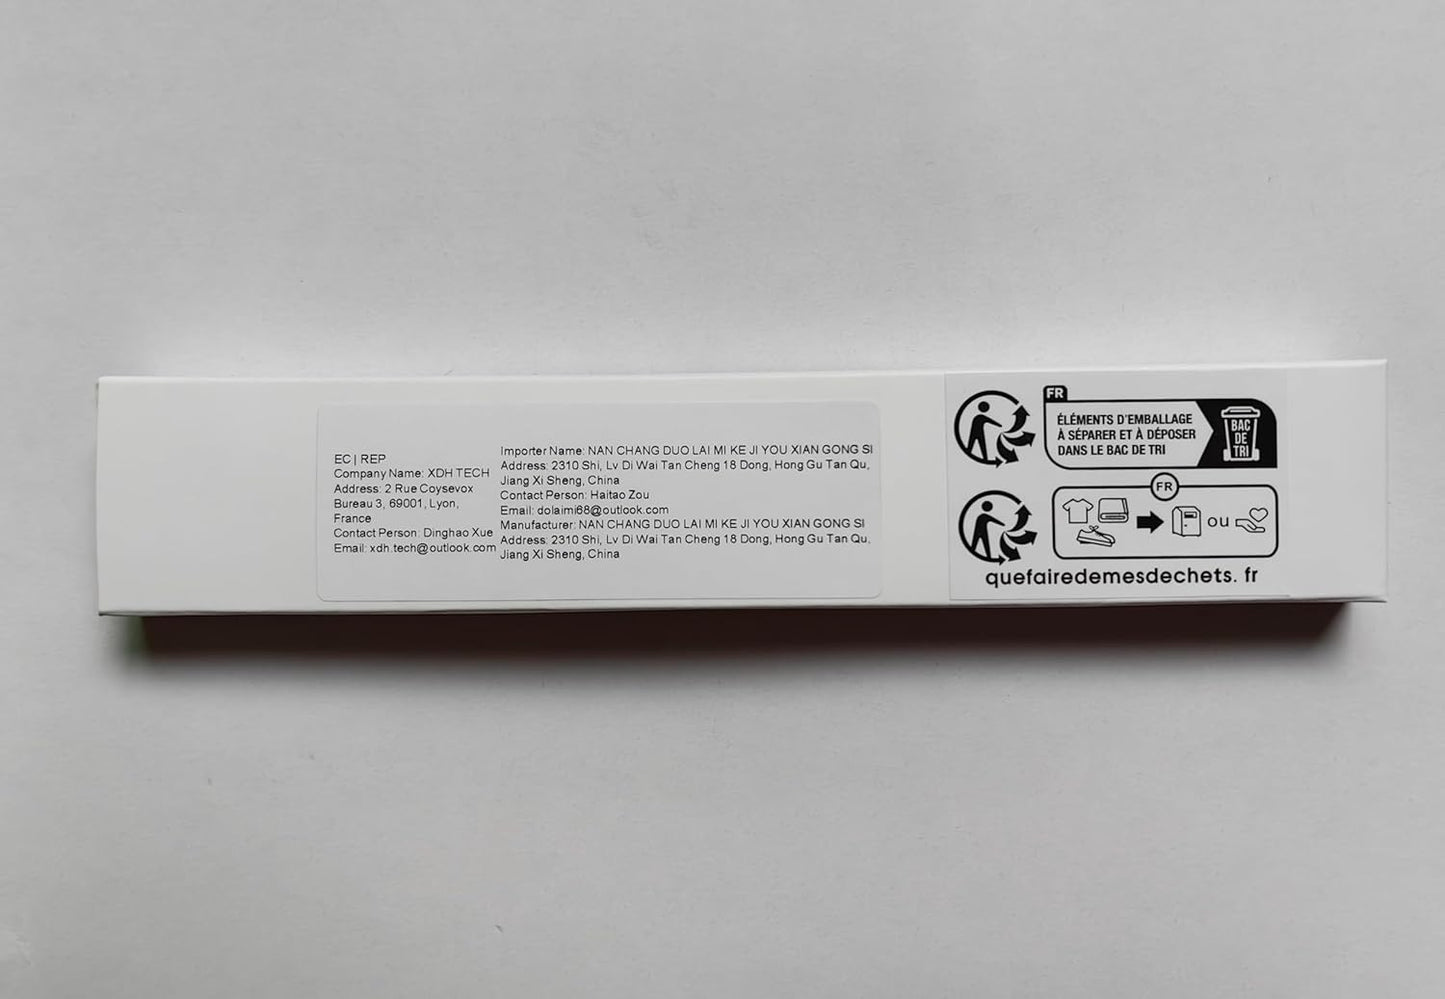 EC | REP
Company Name: XDH TECH
Address: 2 Rue Coysevox
Bureau 3, 69001, Lyon,
France
Contact Person: Dinghao Xue
Email: xdh.tech@outlook.com
Importer Name: NAN CHANG DUO LAI MI KE JI YOU XIAN GONG SI
Address: 2310 Shi, Lv Di Wai Tan Cheng 18 Dong, Hong Gu Tan Qu,
Jiang Xi Sheng, China
Contact Person: Haitao Zou
Email: dolaimi68@outlook.com
Manufacturer: NAN CHANG DUO LAI MI KE JI YOU XIAN GONG SI
Address: 2310 Shi, Lv Di Wai Tan Cheng 18 Dong, Hong Gu Tan Qu,
Jiang Xi Sheng, China
FR
ÉLÉMENTS D'EMBALLAGE
À SÉPARER ET À DÉPOSER
DANS LE BAC DE TRI
BAC
DE
TRI
FR
ou
quefairedemesdechets. fr